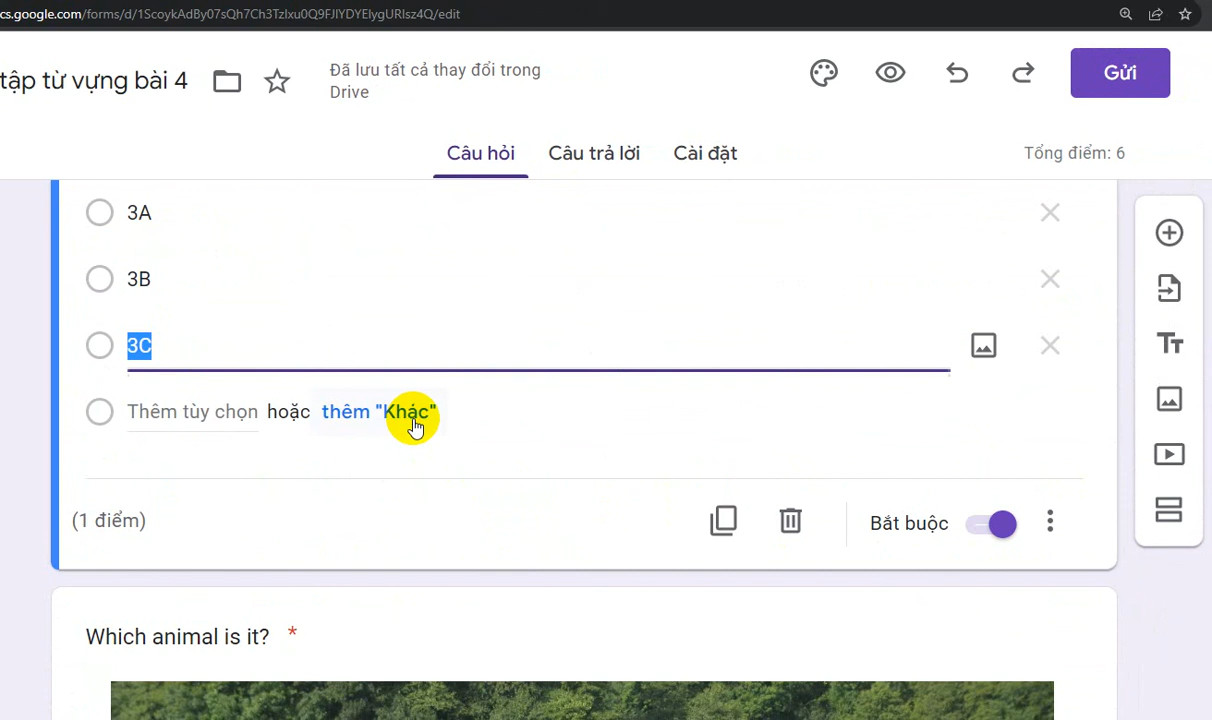 cs.google.com/forms/d/1ScoykAdBy07sQh7Ch3TzIxu0Q9FJlYDYElygURIsz4Q/edit
tập từ vựng bài 4
Đã lưu tất cả thay đổi trong
Drive
Gửi
Câu hỏi Câu trả lời Cài đặt
Tổng điểm: 6
3A
3B
3C
Thêm tùy chọn hoặc thêm "Khác"
(1 điểm)
Bắt buộc
Which animal is it? *